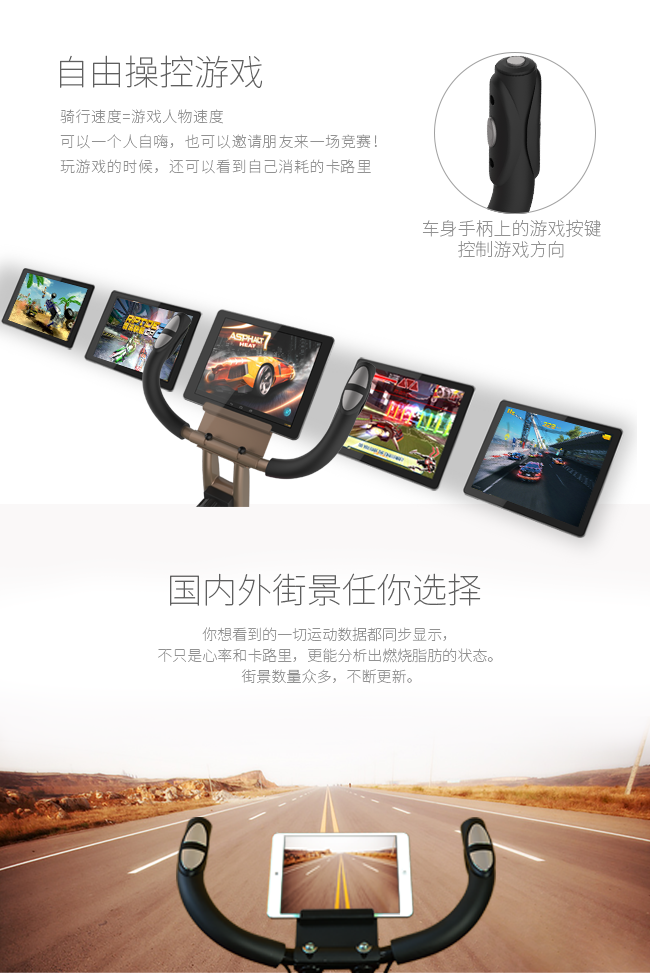 自由操控游戏
骑行速度=游戏人物速度
可以一个人自嗨，也可以邀请朋友来一场竞赛！
玩游戏的时候，还可以看到自己消耗的卡路里
车身手柄上的游戏按键
控制游戏方向
RIPTIDE
ASPHALT 7
HEAT
国内外街景任你选择
你想看到的一切运动数据都同步显示，
不只是心率和卡路里，更能分析出燃烧脂肪的状态。
街景数量众多，不断更新。